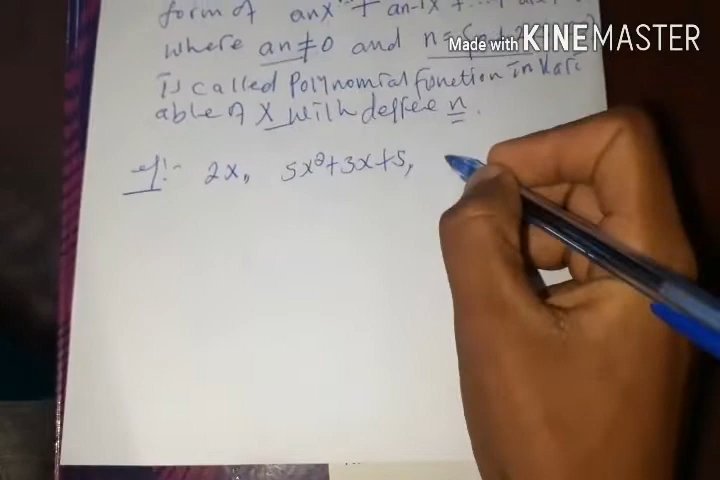 form of anx + an-1x +
where an≠0 and n=
Made with KINEMASTER
is called Polynomial function in vari
able of x with degree n.
eg:- 2x, 5x²+3x+5,